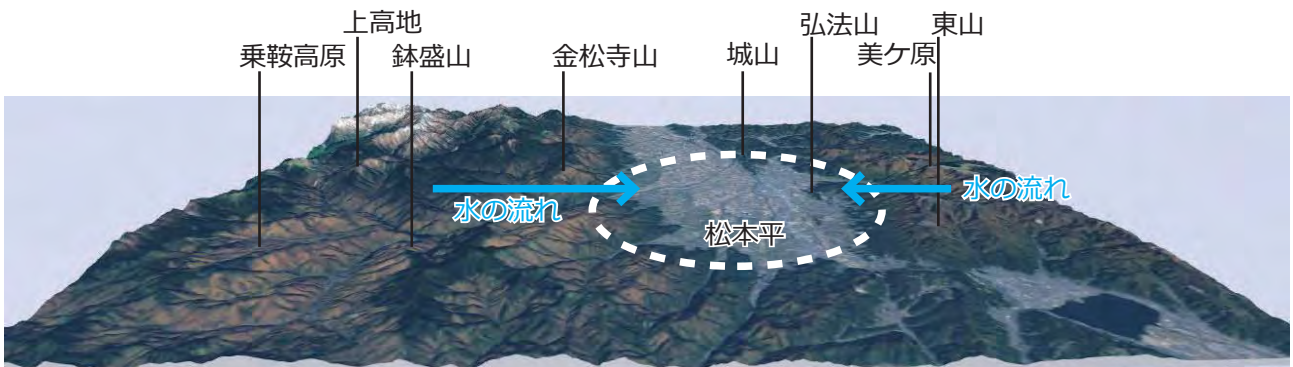 上高地
弘法山
東山
乗鞍高原
鉢盛山
金松寺山
城山
美ケ原
水の流れ
水の流れ
松本平